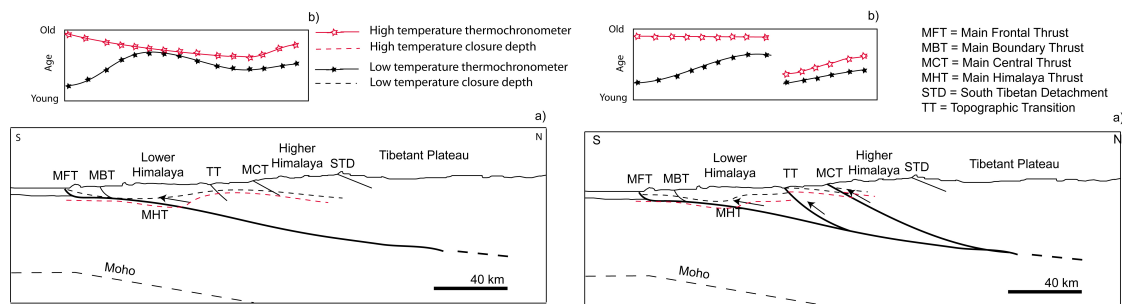 b)
Old
Age
Young
High temperature thermochronometer
High temperature closure depth
Low temperature thermochronometer
Low temperature closure depth
a)
S
N
Lower
Himalaya
Higher
Himalaya
Tibetant Plateau
MFT
MBT
TT
MCT
STD
MHT
Moho
40 km
b)
Old
Age
Young
MFT = Main Frontal Thrust
MBT = Main Boundary Thrust
MCT = Main Central Thrust
MHT = Main Himalaya Thrust
STD = South Tibetan Detachment
TT = Topographic Transition
a)
S
N
Lower
Himalaya
Higher
Himalaya
Tibetant Plateau
MFT
MBT
TT
MCT
STD
MHT
Moho
40 km